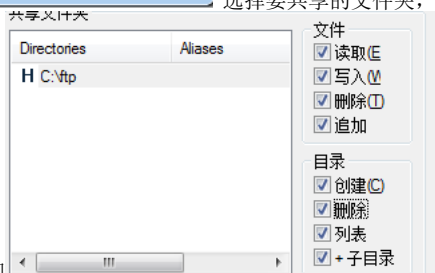 选择要共享的文件夹，
共享文件夹
Directories Aliases
H C:\ftp
文件
读取(E
写入(W
删除(T)
追加
目录
创建(C)
删除
列表
+ 子目录